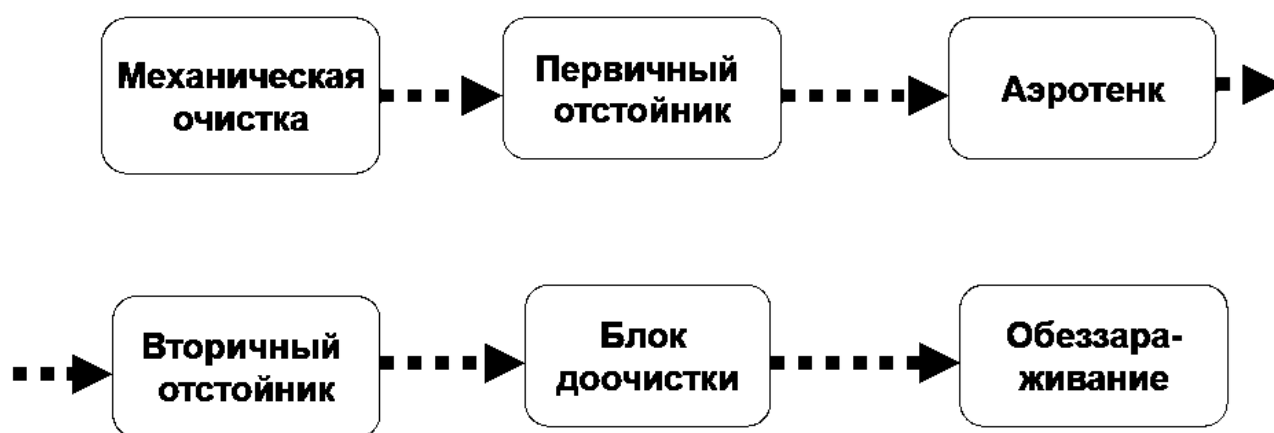 Механическая
очистка
Первичный
отстойник
Аэротенк
Вторичный
отстойник
Блок
доочистки
Обеззара-
живание